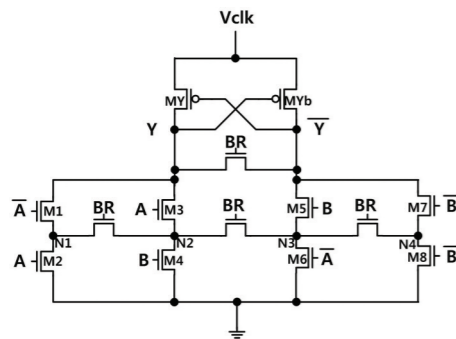 Vclk
MY MYb
Y Y̅
BR
A̅ M1 BR A M3 M5 B M7 B̅
BR BR
N1 N2 N3 N4
A M2 B M4 M6 A̅ M8 B̅